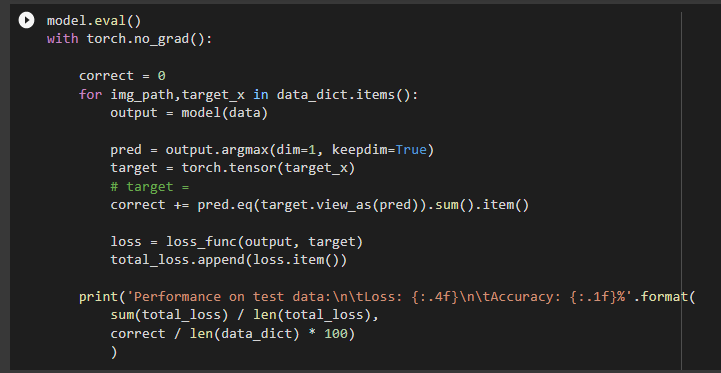 model.eval()
with torch.no_grad():
correct = 0
for img_path,target_x in data_dict.items():
output = model(data)
pred = output.argmax(dim=1, keepdim=True)
target = torch.tensor(target_x)
# target =
correct += pred.eq(target.view_as(pred)).sum().item()
loss = loss_func(output, target)
total_loss.append(loss.item())
print('Performance on test data:\n\tLoss: {:.4f}\n\tAccuracy: {:.1f}%'.format(
sum(total_loss) / len(total_loss),
correct / len(data_dict) * 100)
)